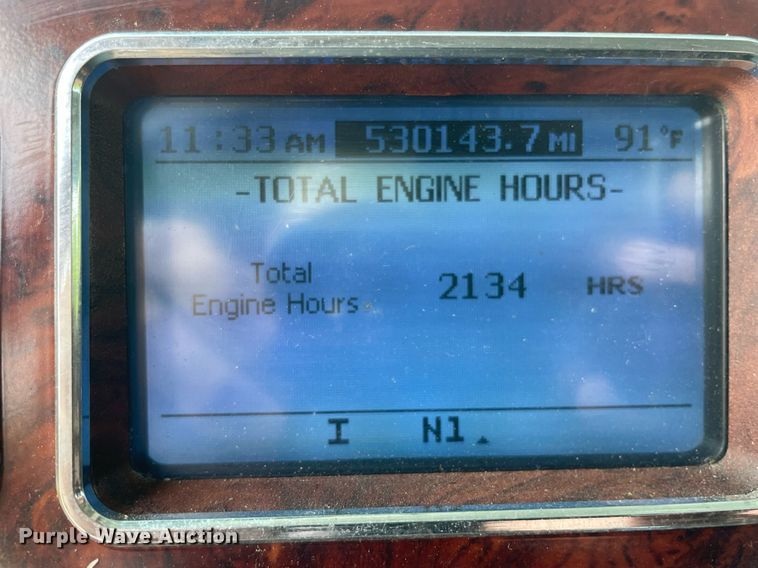 11:33 AM 530143.7 MI 91°F
-TOTAL ENGINE HOURS-
Total
Engine Hours 2134 HRS
I N1
Purple Wave Auction